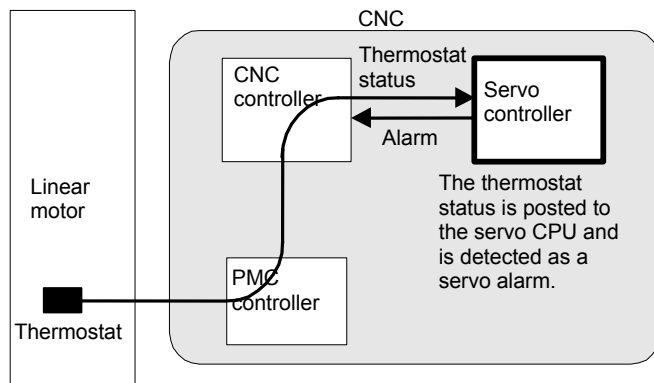 CNC
Thermostat
status
CNC
controller
Servo
controller
Alarm
Linear
motor
The thermostat
status is posted to
the servo CPU and
is detected as a
servo alarm.
PMC
controller
Thermostat